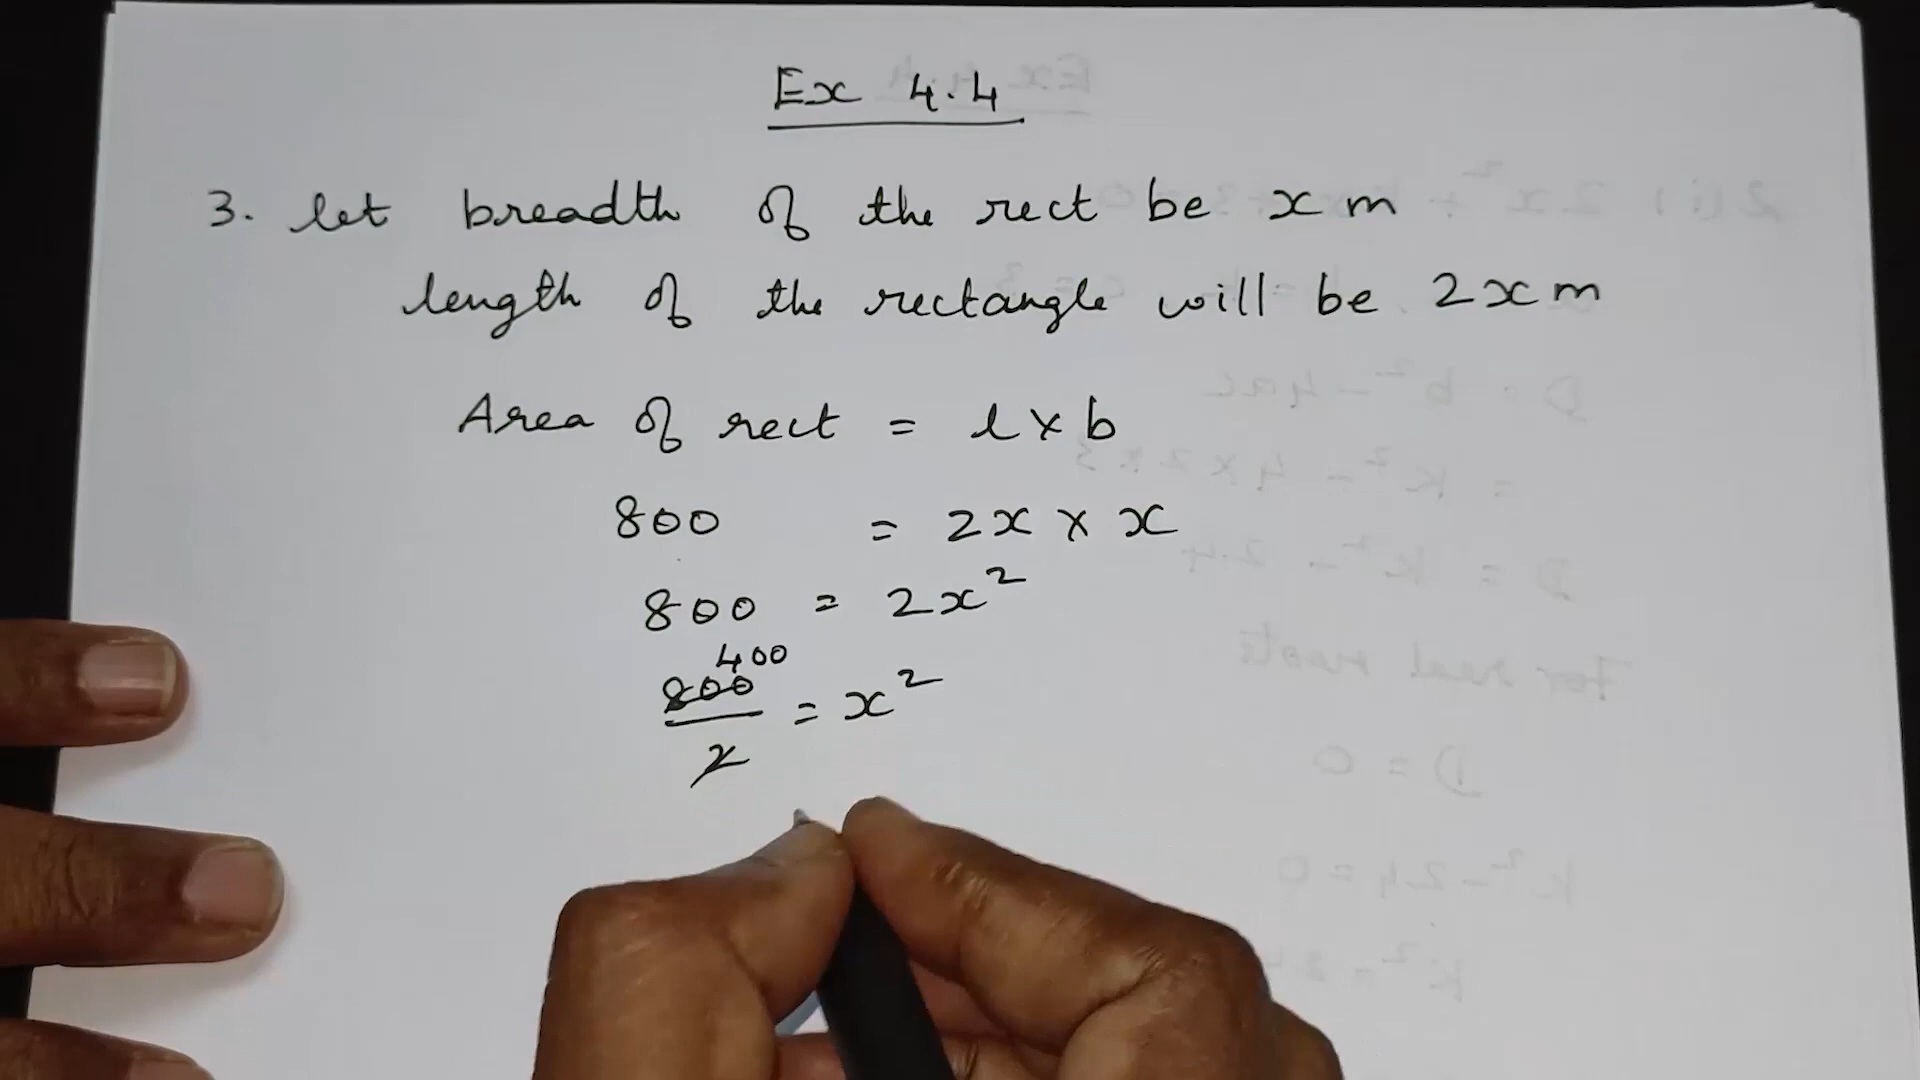 Ex 4.4
3. let breadth of the rect be x m
length of the rectangle will be 2x m
Area of rect = l x b
800 = 2x x x
800 = 2x²
400
800/2 = x²